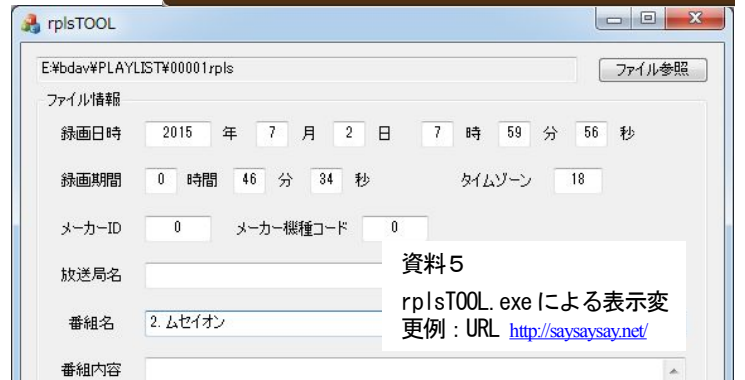 rplsTOOL
E:¥bdav¥PLAYLIST¥00001rpls ファイル参照
ファイル情報
録画日時 2015 年 7 月 2 日 7 時 59 分 56 秒
録画期間 0 時間 46 分 34 秒 タイムゾーン 18
メーカーID 0 メーカー機種コード 0
放送局名
番組名 2. ムセイオン
番組内容
資料５
rplsTOOL.exe による表示変
更例：URL http://saysaysay.net/